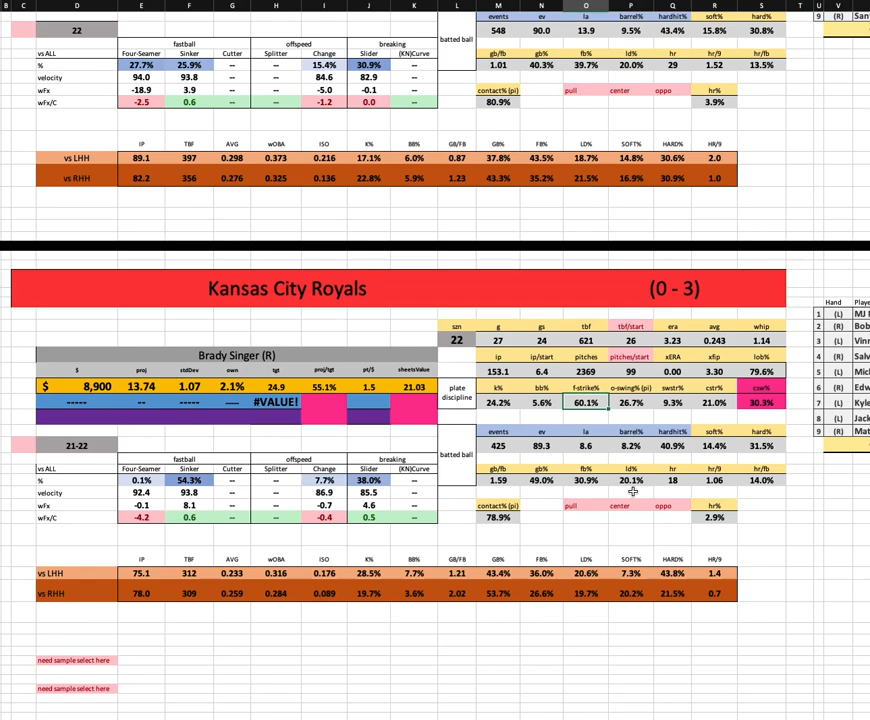 B C D E F G H I J K L M N O P Q R S T U V
events ev la barrel% hardhit% soft% hard% 9 (R) Sant
22 548 90.0 13.9 9.5% 43.4% 15.8% 30.8%
fastball offspeed breaking batted ball gb/fb gb% fb% ld% hr hr/9 hr/fb
vsALL Four-Seamer Sinker Cutter Splitter Change Slider (KN)Curve 1.01 40.3% 39.7% 20.0% 29 1.52 13.5%
% 27.7% 25.9% -- -- 15.4% 30.9% --
velocity 94.0 93.8 -- -- 84.6 82.9 --
wFx -18.9 3.9 -- -- -5.0 -0.1 -- contact% (pi) pull center oppo hr%
wFx/C -2.5 0.6 -- -- -1.2 0.0 -- 80.9% 3.9%
IP TBF AVG wOBA ISO K% BB% GB/FB GB% FB% LD% SOFT% HARD% HR/9
vs LHH 89.1 397 0.298 0.373 0.216 17.1% 6.0% 0.87 37.8% 43.5% 18.7% 14.8% 30.6% 2.0
vs RHH 82.2 356 0.276 0.325 0.136 22.8% 5.9% 1.23 43.3% 35.2% 21.5% 16.9% 30.9% 1.0
Kansas City Royals (0 - 3)
Hand Playe
1 (L) MJ
szn g gs tbf tbf/start era avg whip 2 (R) Bob
22 27 24 621 26 3.23 0.243 1.14 3 (L) Vinn
Brady Singer (R) ip ip/start pitches pitches/start xERA xfip lob% 4 (R) Salv
$ proj stdDev own tgt proj/tgt pt/$ sheetsValue 153.1 6.4 2369 99 0.00 3.30 79.6% 5 (L) Mic
$ 8,900 13.74 1.07 2.1% 24.9 55.1% 1.5 21.03 plate discipline k% bb% f-strike% o-swing% (pi) swstr% cstr% csw% 6 (R) Edw
----- -- -- ---- #VALUE! 24.2% 5.6% 60.1% 26.7% 9.3% 21.0% 30.3% 7 (L) Kyle
8 (L) Jack
events ev la barrel% hardhit% soft% hard% 9 (R) Mat
21-22 425 89.3 8.6 8.2% 40.9% 14.4% 31.5%
fastball offspeed breaking batted ball
vsALL Four-Seamer Sinker Cutter Splitter Change Slider (KN)Curve gb/fb gb% fb% ld% hr hr/9 hr/fb
% 0.1% 54.3% -- -- 7.7% 38.0% -- 1.59 49.0% 30.9% 20.1% 18 1.06 14.0%
velocity 92.4 93.8 -- -- 86.9 85.5 --
wFx -0.1 8.1 -- -- -0.7 4.6 -- contact% (pi) pull center oppo hr%
wFx/C -4.2 0.6 -- -- -0.4 0.5 -- 78.9% 2.9%
IP TBF AVG wOBA ISO K% BB% GB/FB GB% FB% LD% SOFT% HARD% HR/9
vs LHH 75.1 312 0.233 0.316 0.176 28.5% 7.7% 1.21 43.4% 36.0% 20.6% 7.3% 43.8% 1.4
vs RHH 78.0 309 0.259 0.284 0.089 19.7% 3.6% 2.02 53.7% 26.6% 19.7% 20.2% 21.5% 0.7
need sample select here
need sample select here